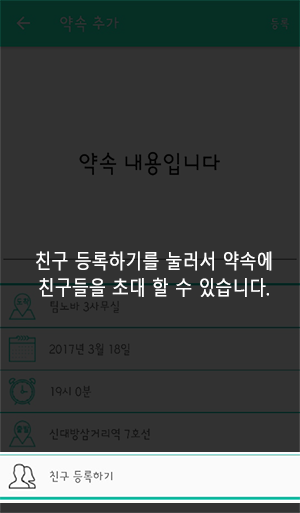 약속 추가
등록
약속 내용입니다
친구 등록하기를 눌러서 약속에
친구들을 초대 할 수 있습니다.
팀노바 3사무실
2017년 3월 18일
19시 0분
신대방삼거리역 7호선
친구 등록하기